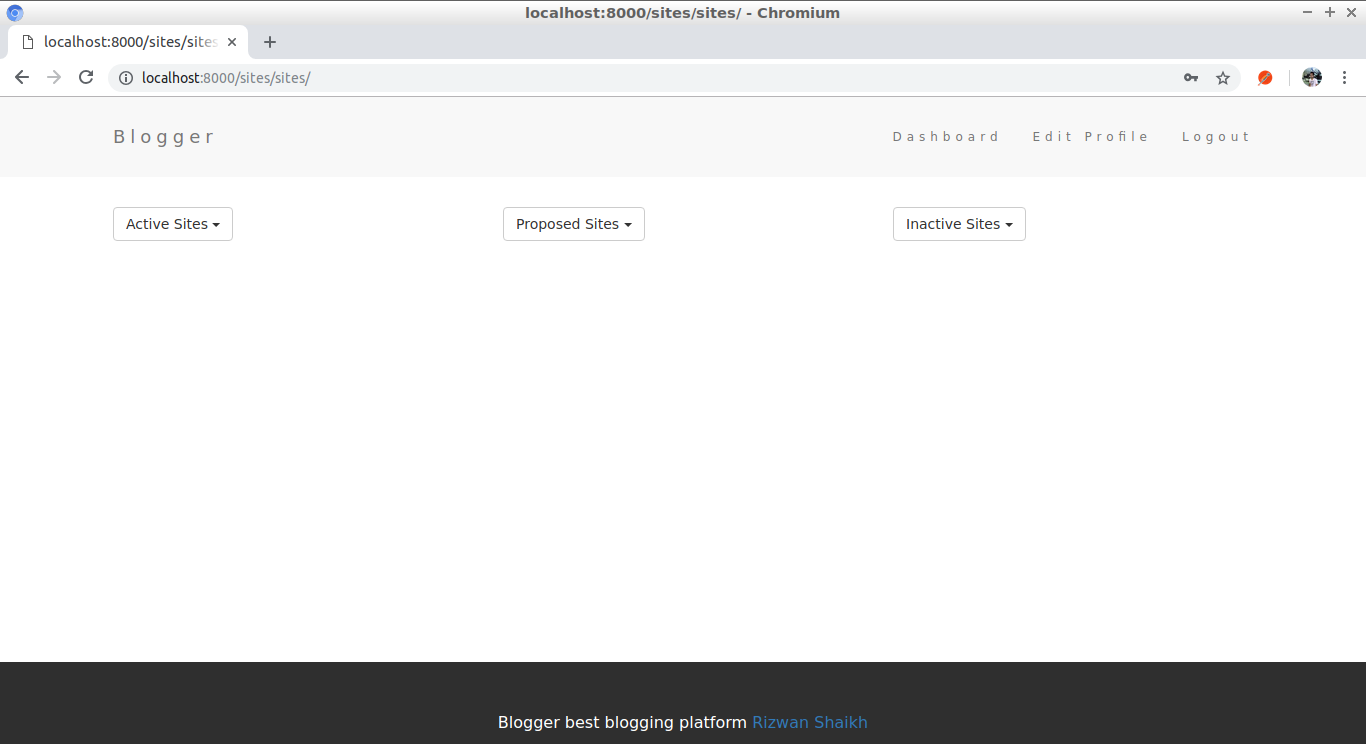 localhost:8000/sites/sites/ - Chromium
localhost:8000/sites/sites
localhost:8000/sites/sites/
Blogger
Dashboard Edit Profile Logout
Active Sites Proposed Sites Inactive Sites
Blogger best blogging platform Rizwan Shaikh